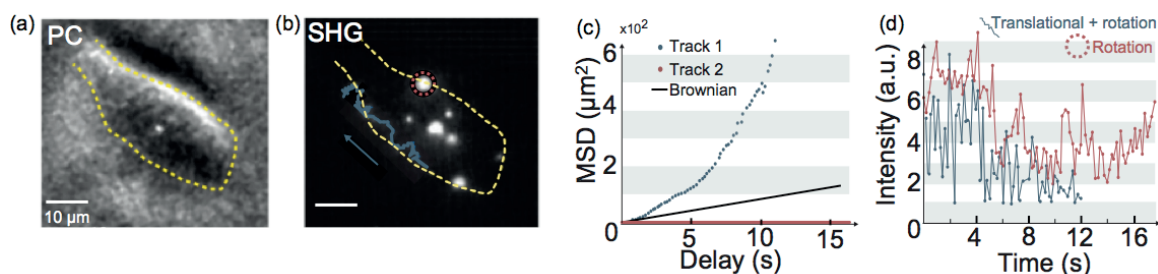 (a)
PC
10 µm
(b)
SHG
(c)
x10²
MSD (µm²)
6
4
2
0
5
10
15
Delay (s)
Track 1
Track 2
Brownian
(d)
Translational + rotation
Rotation
Intensity (a.u.)
8
6
4
2
0
4
8
12
16
Time (s)